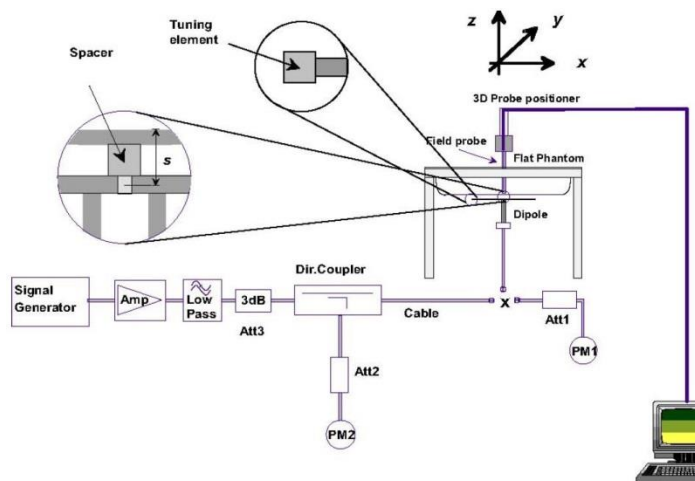 Tuning
element
Spacer
s
z
y
x
3D Probe positioner
Field probe
Flat Phantom
Dipole
Signal
Generator
Amp
Low
Pass
3dB
Att3
Dir.Coupler
Cable
x
Att1
PM1
Att2
PM2